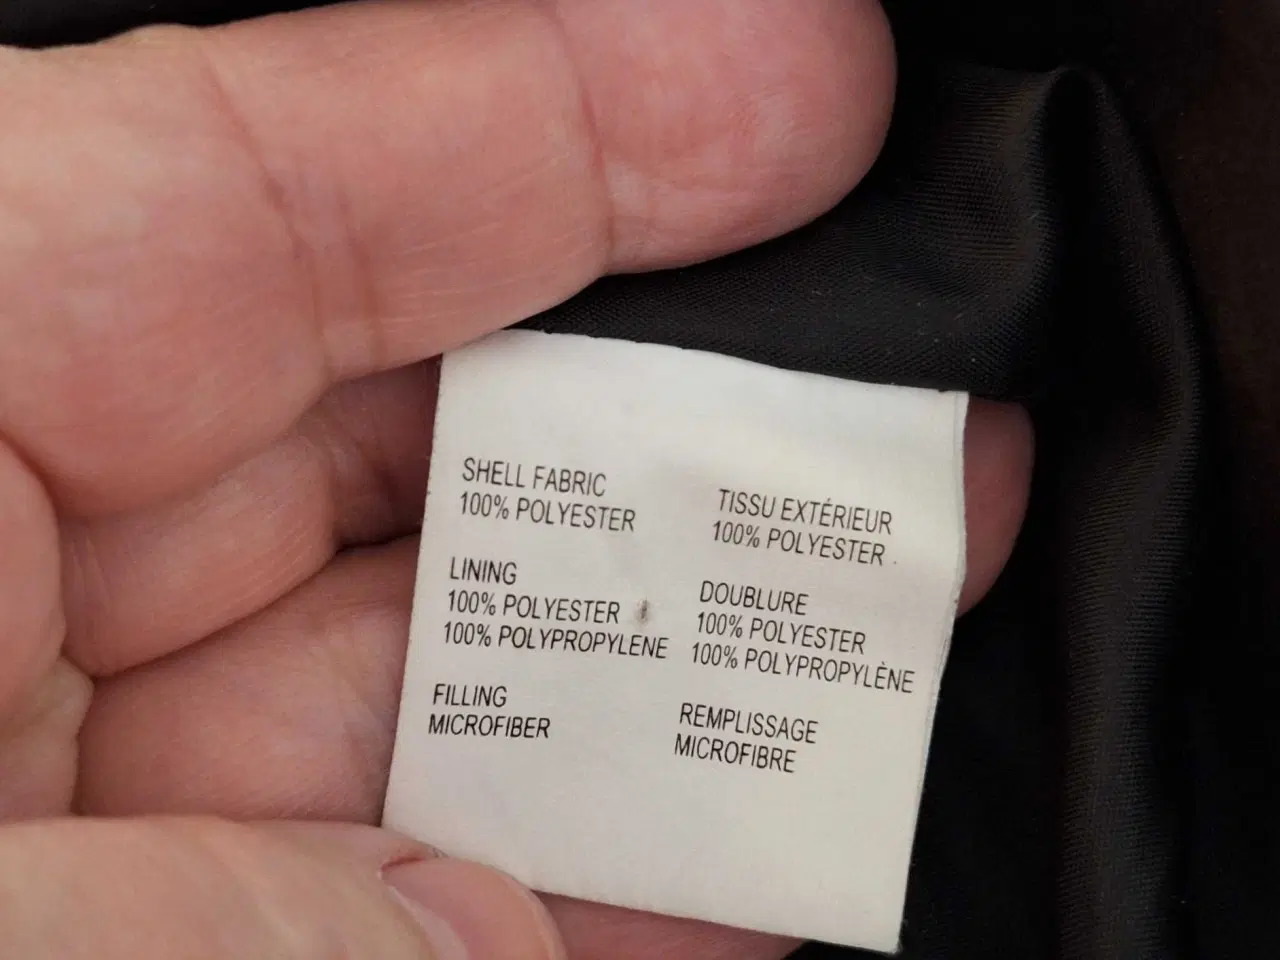 SHELL FABRIC
100% POLYESTER
LINING
100% POLYESTER
100% POLYPROPYLENE
FILLING
MICROFIBER
TISSU EXTÉRIEUR
100% POLYESTER
DOUBLURE
100% POLYESTER
100% POLYPROPYLÈNE
REMPLISSAGE
MICROFIBRE